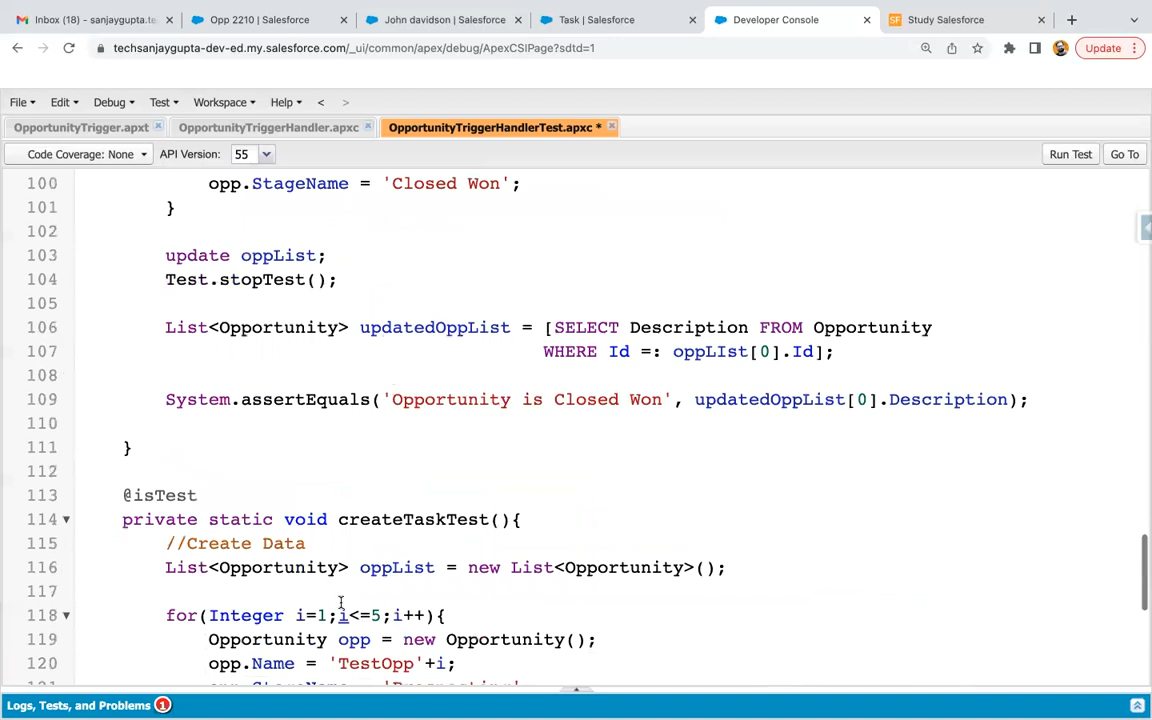 Inbox (18) - sanjaygupta.te
Opp 2210 | Salesforce
John davidson | Salesforce
Task | Salesforce
Developer Console
Study Salesforce
techsanjaygupta-dev-ed.my.salesforce.com/_ui/common/apex/debug/ApexCSIPage?sdtd=1
Update
File Edit Debug Test Workspace Help < >
OpportunityTrigger.apxt OpportunityTriggerHandler.apxc OpportunityTriggerHandlerTest.apxc *
Code Coverage: None API Version: 55 Run Test Go To
100 opp.StageName = 'Closed Won';
101 }
102
103 update oppList;
104 Test.stopTest();
105
106 List<Opportunity> updatedOppList = [SELECT Description FROM Opportunity
107 WHERE Id =: oppLIst[0].Id];
108
109 System.assertEquals('Opportunity is Closed Won', updatedOppList[0].Description);
110
111 }
112
113 @isTest
114 private static void createTaskTest(){
115 //Create Data
116 List<Opportunity> oppList = new List<Opportunity>();
117
118 for(Integer i=1;i<=5;i++){
119 Opportunity opp = new Opportunity();
120 opp.Name = 'TestOpp'+i;
Logs, Tests, and Problems 1